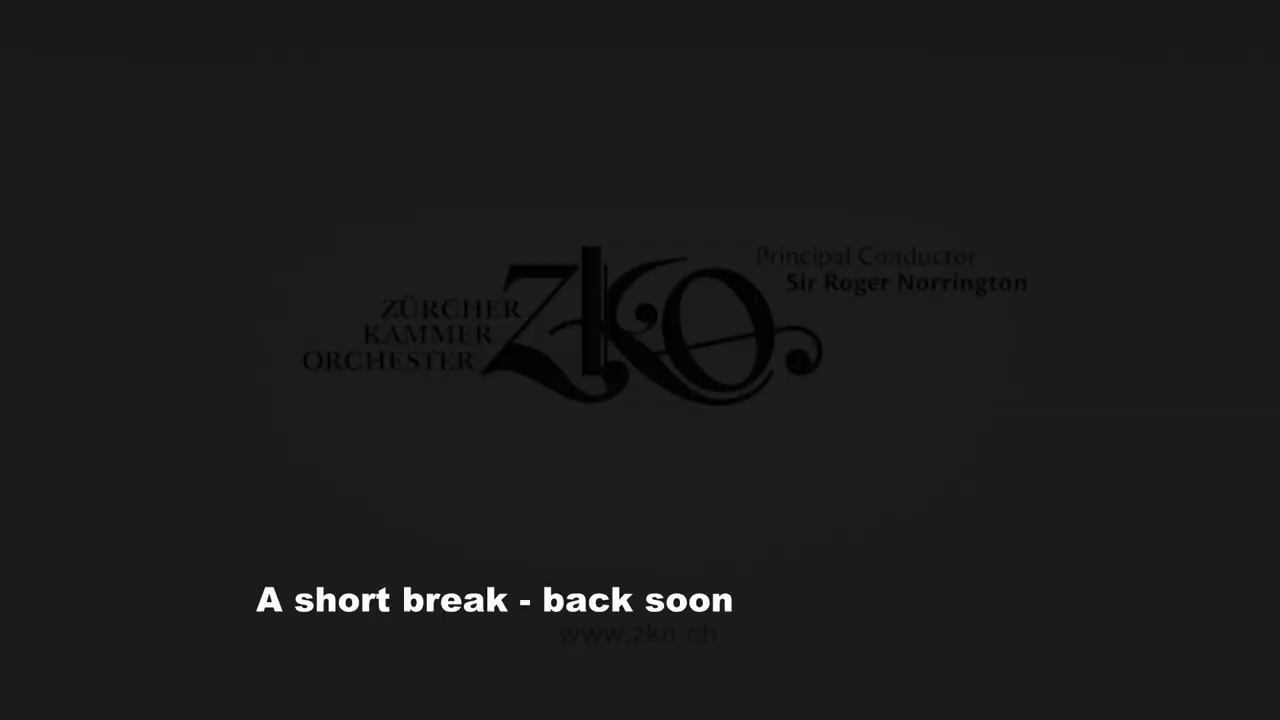 Principal Conductor
Sir Roger Norrington
ZÜRCHER
KAMMER
ORCHESTER
ZKO
A short break - back soon
www.zko.ch